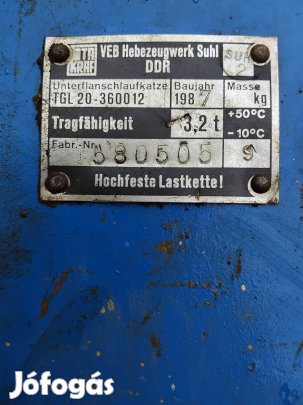 VEB Hebezeugwerk Suhl
DDR
Unterflanschlaufkatze Baujahr Masse
TGL 20-360012 1987 kg
Tragfähigkeit 3,2 t +50°C
-10°C
Fabr.-Nr. 580505 9
Hochfeste Lastkette!
Jófogás